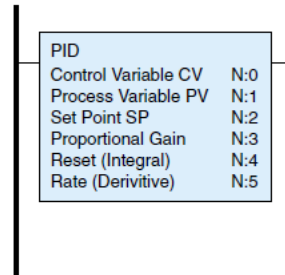 PID
Control Variable CV N:0
Process Variable PV N:1
Set Point SP N:2
Proportional Gain N:3
Reset (Integral) N:4
Rate (Derivitive) N:5